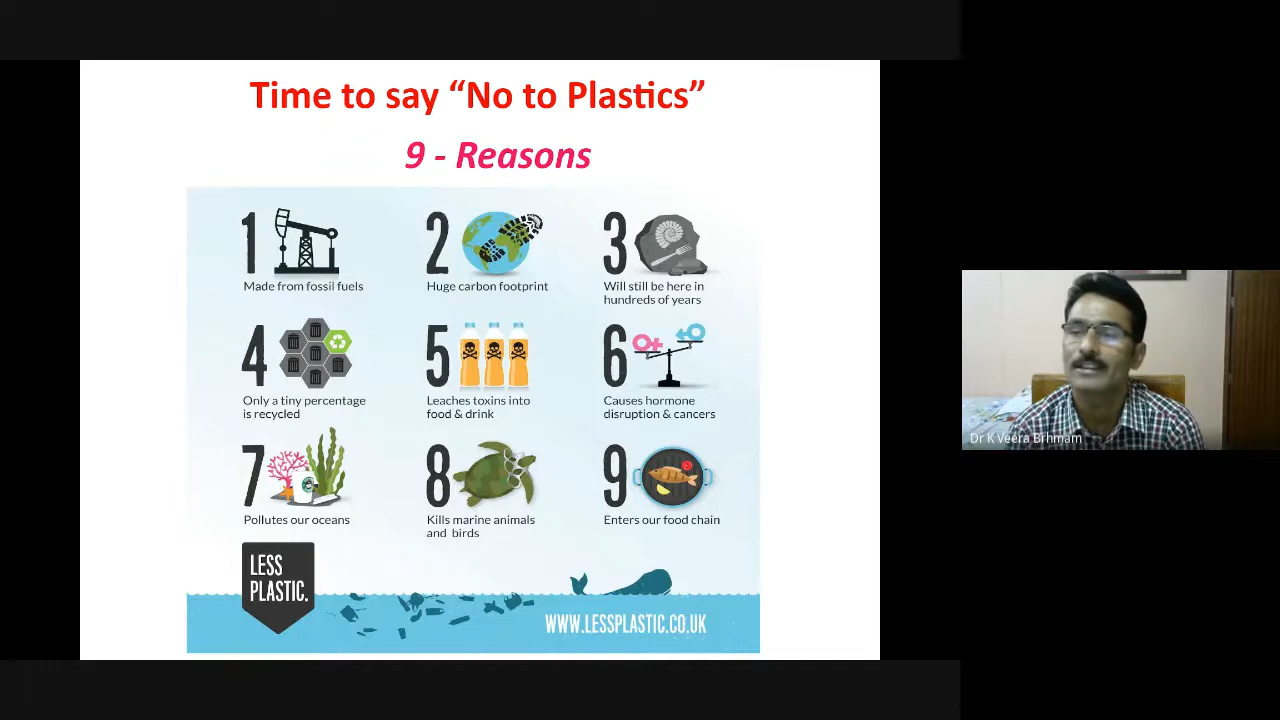 Time to say “No to Plastics”
9 - Reasons
1
Made from fossil fuels
2
Huge carbon footprint
3
Will still be here in
hundreds of years
4
Only a tiny percentage
is recycled
5
Leaches toxins into
food & drink
6
Causes hormone
disruption & cancers
7
Pollutes our oceans
8
Kills marine animals
and birds
9
Enters our food chain
LESS
PLASTIC.
WWW.LESSPLASTIC.CO.UK
Dr K Veera Brhmam